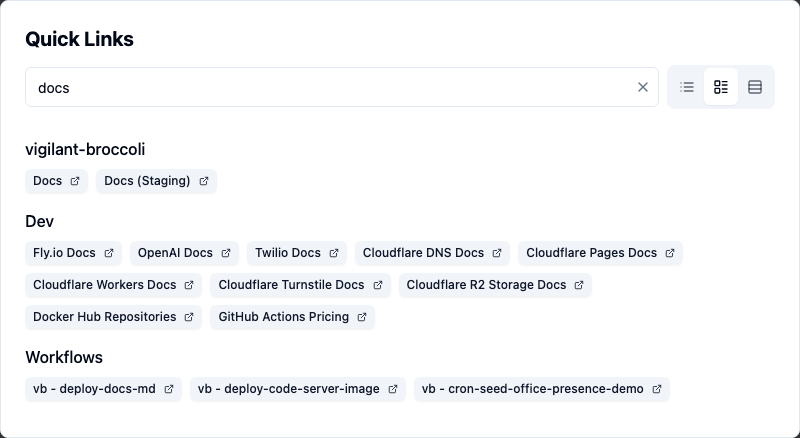 Quick Links
docs
vigilant-broccoli
Docs Docs (Staging)
Dev
Fly.io Docs OpenAI Docs Twilio Docs Cloudflare DNS Docs Cloudflare Pages Docs
Cloudflare Workers Docs Cloudflare Turnstile Docs Cloudflare R2 Storage Docs
Docker Hub Repositories GitHub Actions Pricing
Workflows
vb - deploy-docs-md vb - deploy-code-server-image vb - cron-seed-office-presence-demo